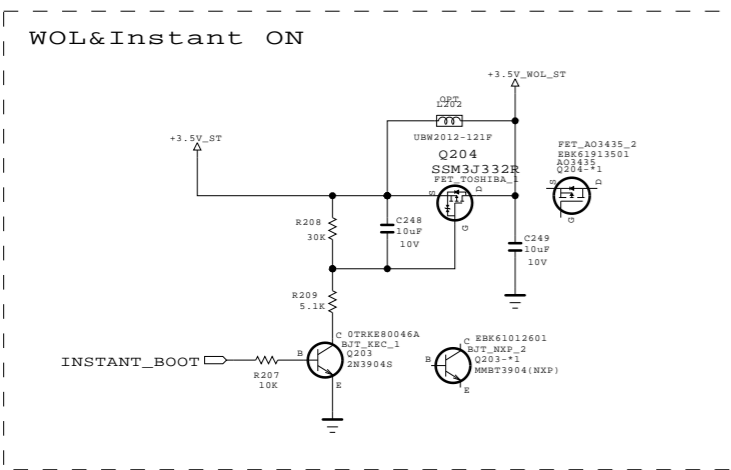 WOL&Instant ON
+3.5V_WOL_ST
OPT
L202
UBW2012-121F
+3.5V_ST
Q204
SSM3J332R
FET_TOSHIBA_1
S
D
G
FET_AO3435_2
EBK61913501
AO3435
Q204-*1
S
D
G
R208
30K
C248
10uF
10V
C249
10uF
10V
R209
5.1K
INSTANT_BOOT
R207
10K
B
C
E
0TRKE80046A
BJT_KEC_1
Q203
2N3904S
B
C
E
EBK61012601
BJT_NXP_2
Q203-*1
MMBT3904(NXP)